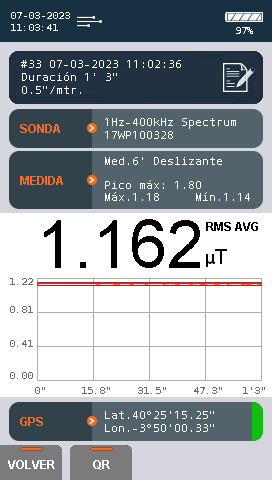 07-03-2023
11:03:41
97%
#33 07-03-2023 11:02:36
Duración 1' 3"
0.5"/mtr.
SONDA
1Hz-400kHz Spectrum
17WP100328
MEDIDA
Med.6' Deslizante
Pico máx: 1.80
Máx.1.18 Mín.1.14
1.162 RMS AVG
µT
1.22
0.81
0.41
0.00
0" 15.8" 31.5" 47.3" 1'3"
GPS
Lat.40°25'15.25"
Lon.-3°50'00.33"
VOLVER QR